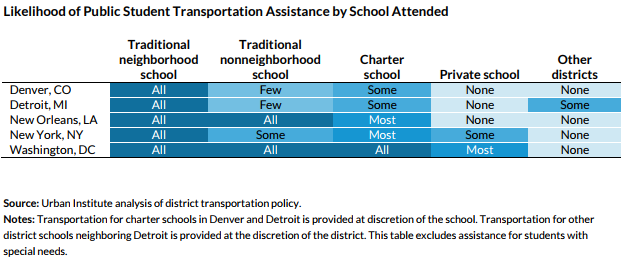 Likelihood of Public Student Transportation Assistance by School Attended
Traditional neighborhood school Traditional nonneighborhood school Charter school Private school Other districts
Denver, CO All Few Some None None
Detroit, MI All Few Some None Some
New Orleans, LA All All Most None None
New York, NY All Some Most Some None
Washington, DC All All All Most None
Source: Urban Institute analysis of district transportation policy.
Notes: Transportation for charter schools in Denver and Detroit is provided at discretion of the school. Transportation for other
district schools neighboring Detroit is provided at the discretion of the district. This table excludes assistance for students with
special needs.